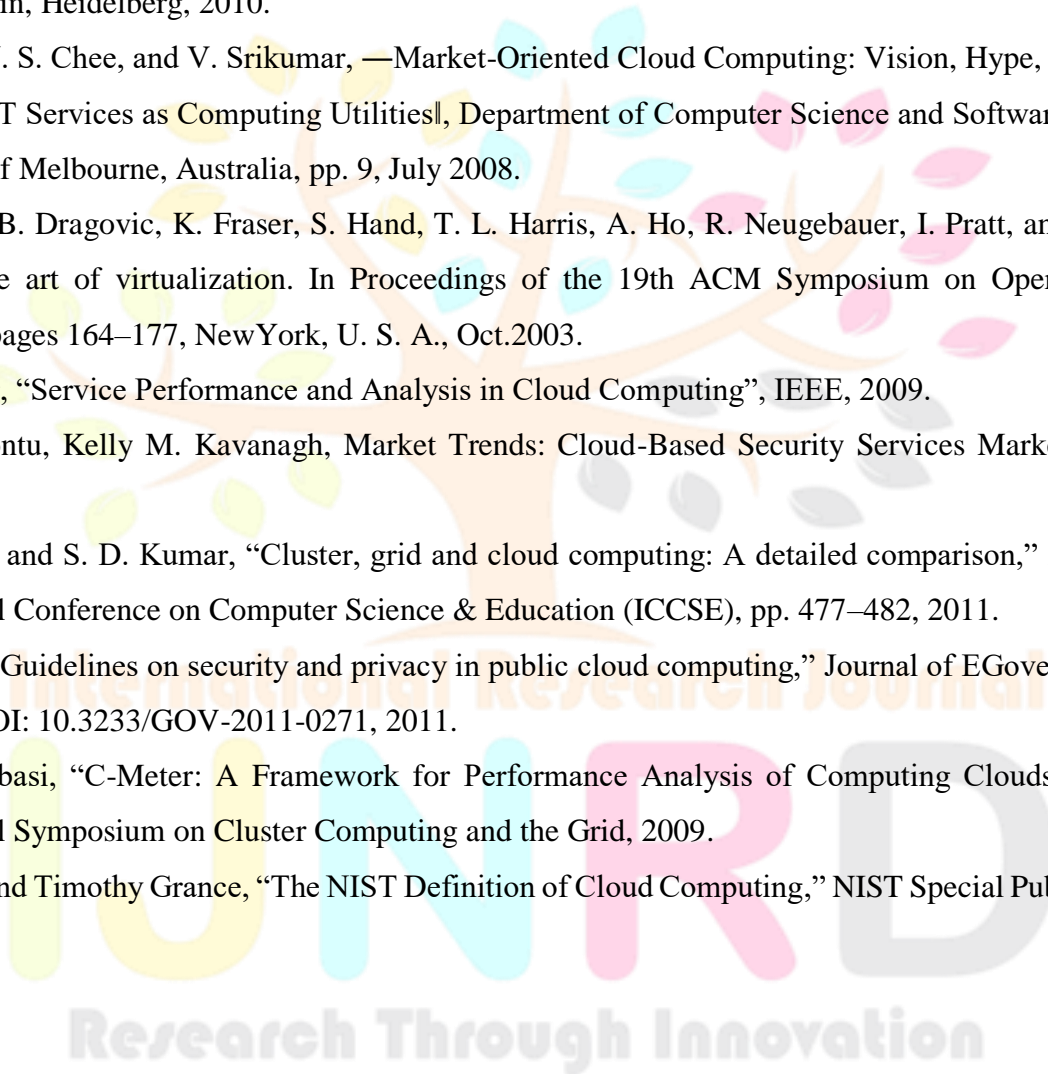 in, Heidelberg, 2010.
. S. Chee, and V. Srikumar, ―Market-Oriented Cloud Computing: Vision, Hype,
T Services as Computing Utilities‖, Department of Computer Science and Softwar
f Melbourne, Australia, pp. 9, July 2008.
B. Dragovic, K. Fraser, S. Hand, T. L. Harris, A. Ho, R. Neugebauer, I. Pratt, an
e art of virtualization. In Proceedings of the 19th ACM Symposium on Oper
ages 164–177, NewYork, U. S. A., Oct.2003.
, “Service Performance and Analysis in Cloud Computing”, IEEE, 2009.
ntu, Kelly M. Kavanagh, Market Trends: Cloud-Based Security Services Mark
and S. D. Kumar, “Cluster, grid and cloud computing: A detailed comparison,”
l Conference on Computer Science & Education (ICCSE), pp. 477–482, 2011.
Guidelines on security and privacy in public cloud computing,” Journal of EGove
International Research Journal
OI: 10.3233/GOV-2011-0271, 2011.
basi, “C-Meter: A Framework for Performance Analysis of Computing Clouds
l Symposium on Cluster Computing and the Grid, 2009.
nd Timothy Grance, “The NIST Definition of Cloud Computing,” NIST Special Pub
IJNRD
Research Through Innovation